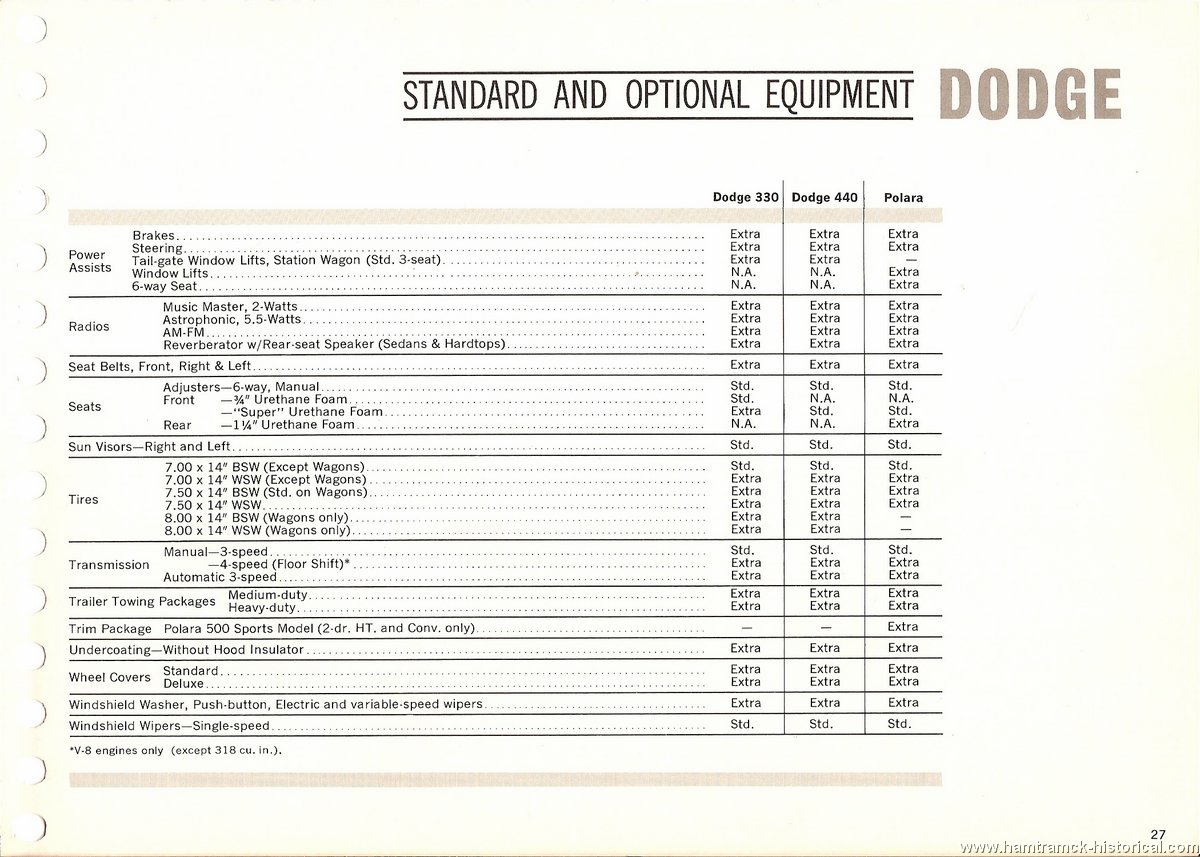 STANDARD AND OPTIONAL EQUIPMENT DODGE
Dodge 330 Dodge 440 Polara
Power Assists
Brakes Extra Extra Extra
Steering Extra Extra Extra
Tail-gate Window Lifts, Station Wagon (Std. 3-seat) Extra Extra —
Window Lifts N.A. N.A. Extra
6-way Seat N.A. N.A. Extra
Radios
Music Master, 2-Watts Extra Extra Extra
Astrophonic, 5.5-Watts Extra Extra Extra
AM-FM Extra Extra Extra
Reverberator w/Rear-seat Speaker (Sedans & Hardtops) Extra Extra Extra
Seat Belts, Front, Right & Left Extra Extra Extra
Seats
Adjusters—6-way, Manual Std. Std. Std.
Front —¾" Urethane Foam Std. N.A. N.A.
—"Super" Urethane Foam Extra Std. Std.
Rear —1¼" Urethane Foam N.A. N.A. Extra
Sun Visors—Right and Left Std. Std. Std.
Tires
7.00 x 14" BSW (Except Wagons) Std. Std. Std.
7.00 x 14" WSW (Except Wagons) Extra Extra Extra
7.50 x 14" BSW (Std. on Wagons) Extra Extra Extra
7.50 x 14" WSW Extra Extra Extra
8.00 x 14" BSW (Wagons only) Extra Extra —
8.00 x 14" WSW (Wagons only) Extra Extra —
Transmission
Manual—3-speed Std. Std. Std.
—4-speed (Floor Shift)* Extra Extra Extra
Automatic 3-speed Extra Extra Extra
Trailer Towing Packages
Medium-duty Extra Extra Extra
Heavy-duty Extra Extra Extra
Trim Package Polara 500 Sports Model (2-dr. HT. and Conv. only) — — Extra
Undercoating—Without Hood Insulator Extra Extra Extra
Wheel Covers
Standard Extra Extra Extra
Deluxe Extra Extra Extra
Windshield Washer, Push-button, Electric and variable-speed wipers Extra Extra Extra
Windshield Wipers—Single-speed Std. Std. Std.
*V-8 engines only (except 318 cu. in.).
27
www.hamtramck-historical.com